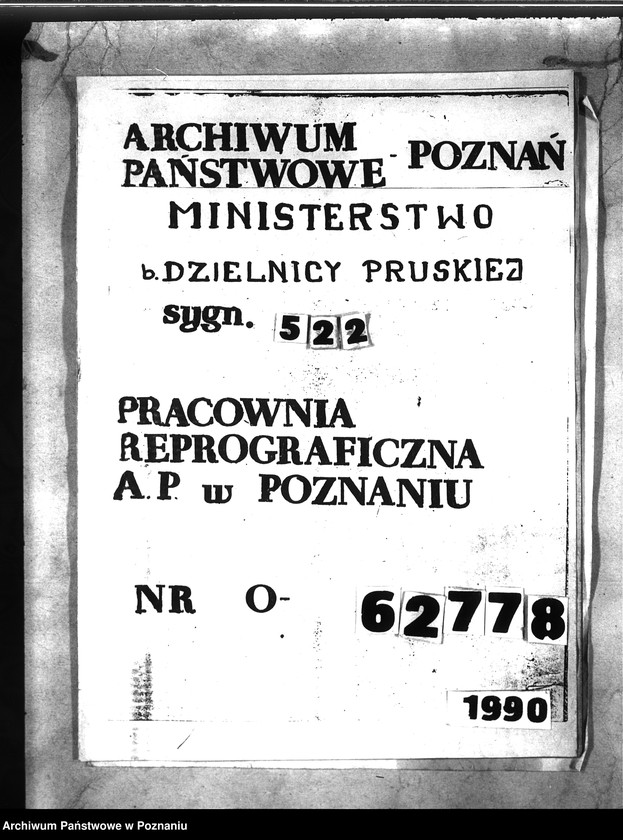 ARCHIWUM
PAŃSTWOWE - POZNAŃ
MINISTERSTWO
b. DZIELNICY PRUSKIEJ
sygn. 522
PRACOWNIA
REPROGRAFICZNA
A.P. w POZNANIU
NR O- 62778
1990
Archiwum Państwowe w Poznaniu